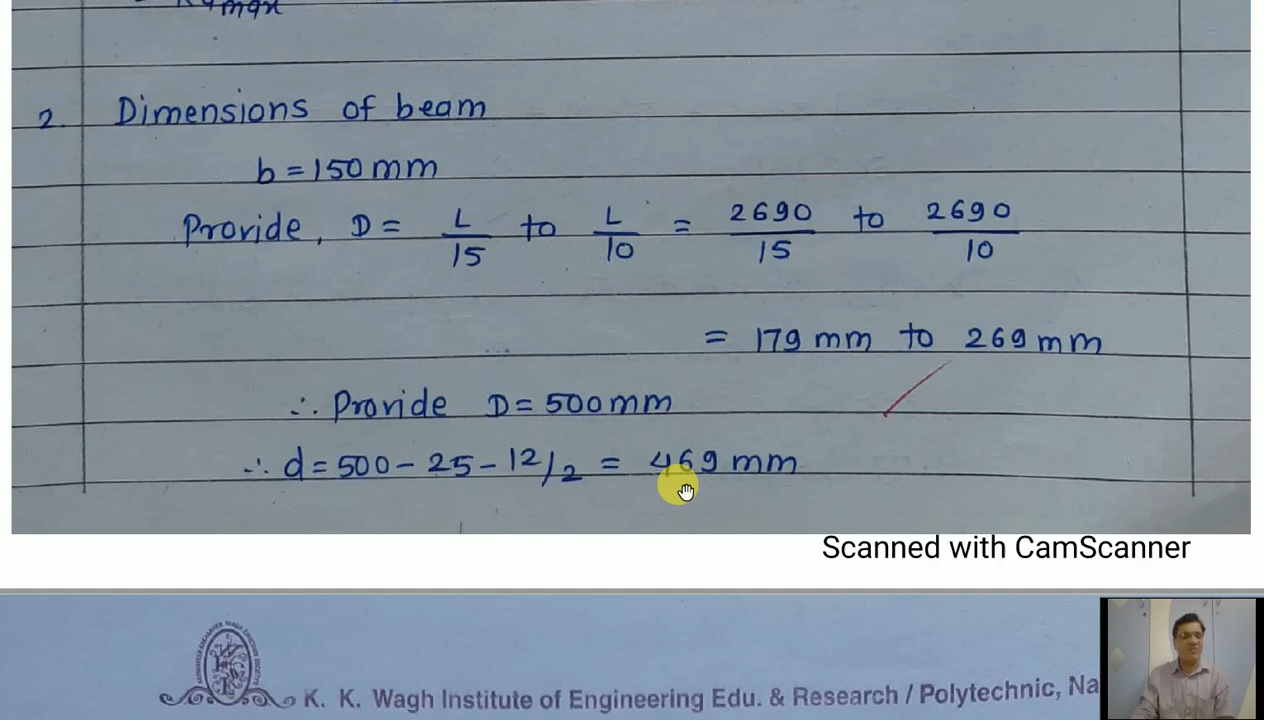 2. Dimensions of beam
b = 150 mm
Provide, D = L/15 to L/10 = 2690/15 to 2690/10
= 179 mm to 269 mm
∴ Provide D = 500 mm
∴ d = 500 - 25 - 12/2 = 469 mm
Scanned with CamScanner
K. K. Wagh Institute of Engineering Edu. & Research / Polytechnic, Na